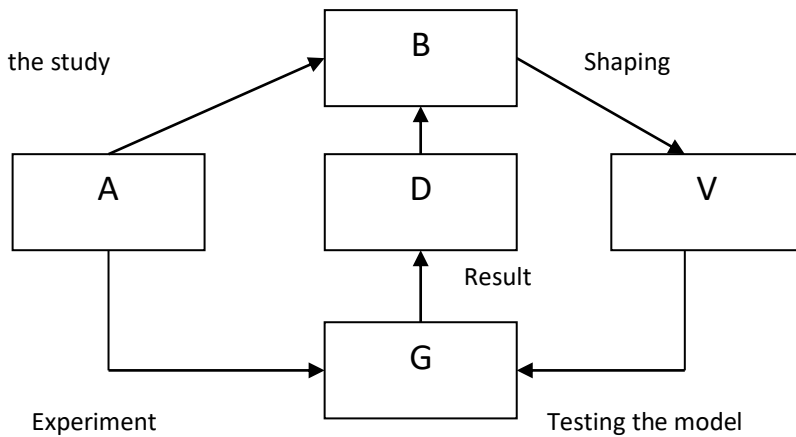 B
the study
Shaping
A
D
V
Result
G
Experiment
Testing the model